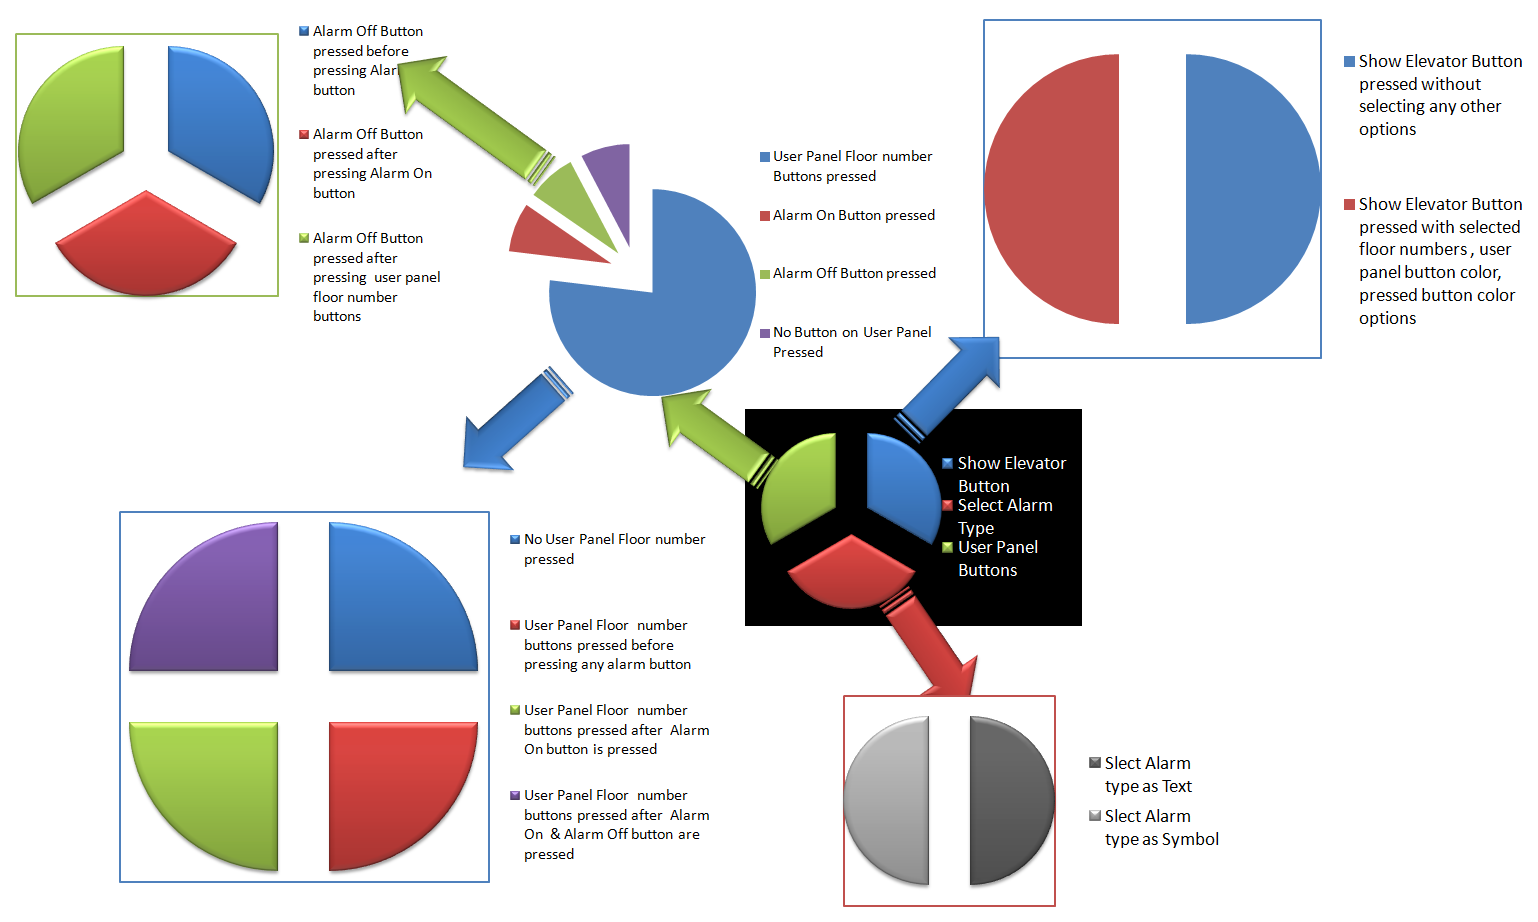 Alarm Off Button
pressed before
pressing Alarm
button
Alarm Off Button
pressed after
pressing Alarm On
button
Alarm Off Button
pressed after
pressing user panel
floor number
buttons
User Panel Floor number
Buttons pressed
Alarm On Button pressed
Alarm Off Button pressed
No Button on User Panel
Pressed
Show Elevator Button
pressed without
selecting any other
options
Show Elevator Button
pressed with selected
floor numbers , user
panel button color,
pressed button color
options
Show Elevator
Button
Select Alarm
Type
User Panel
Buttons
No User Panel Floor number
pressed
User Panel Floor number
buttons pressed before
pressing any alarm button
User Panel Floor number
buttons pressed after Alarm
On button is pressed
User Panel Floor number
buttons pressed after Alarm
On & Alarm Off button are
pressed
Slect Alarm
type as Text
Slect Alarm
type as Symbol